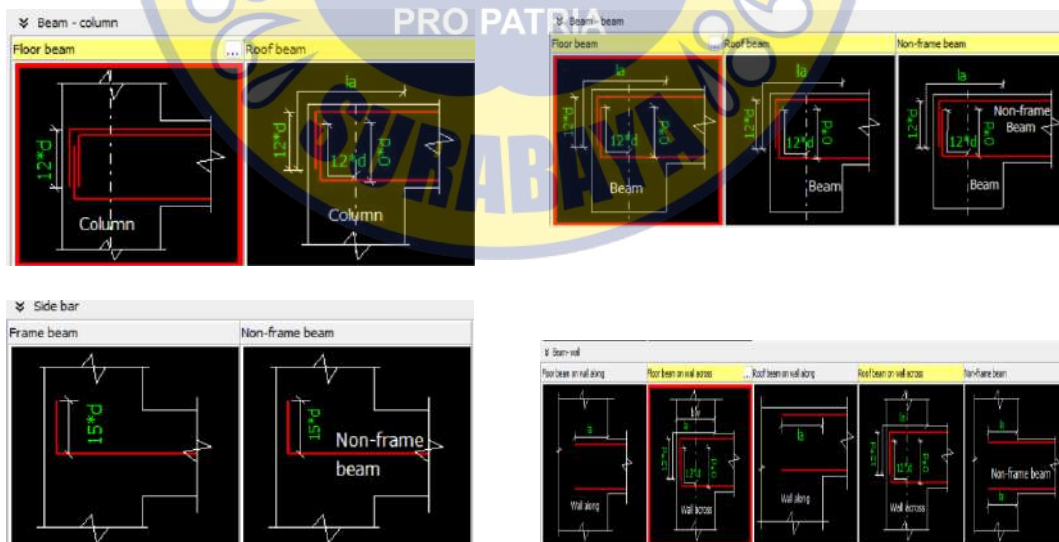 Beam - column
Floor beam ... Roof beam
la
12*d
12*d
12*d
0*d
Column
Column
PRO PATRIA
SURABAYA
Beam - beam
Floor beam ... Roof beam Non-frame beam
la
12*d
12*d
0*d
Beam
la
12*d
12*d
0*d
Beam
12*d
12*d
0*d
Non-frame
Beam
Beam
Side bar
Frame beam Non-frame beam
15*d
15*d
Non-frame
beam
Beam-wall
Floor beam on wall along Floor beam on wall across ... Roof beam on wall along Roof beam on wall across Non-frame beam
la
Wall along
12*d
Wall across
la
Wall along
la
12*d
Wall across
Non-frame beam